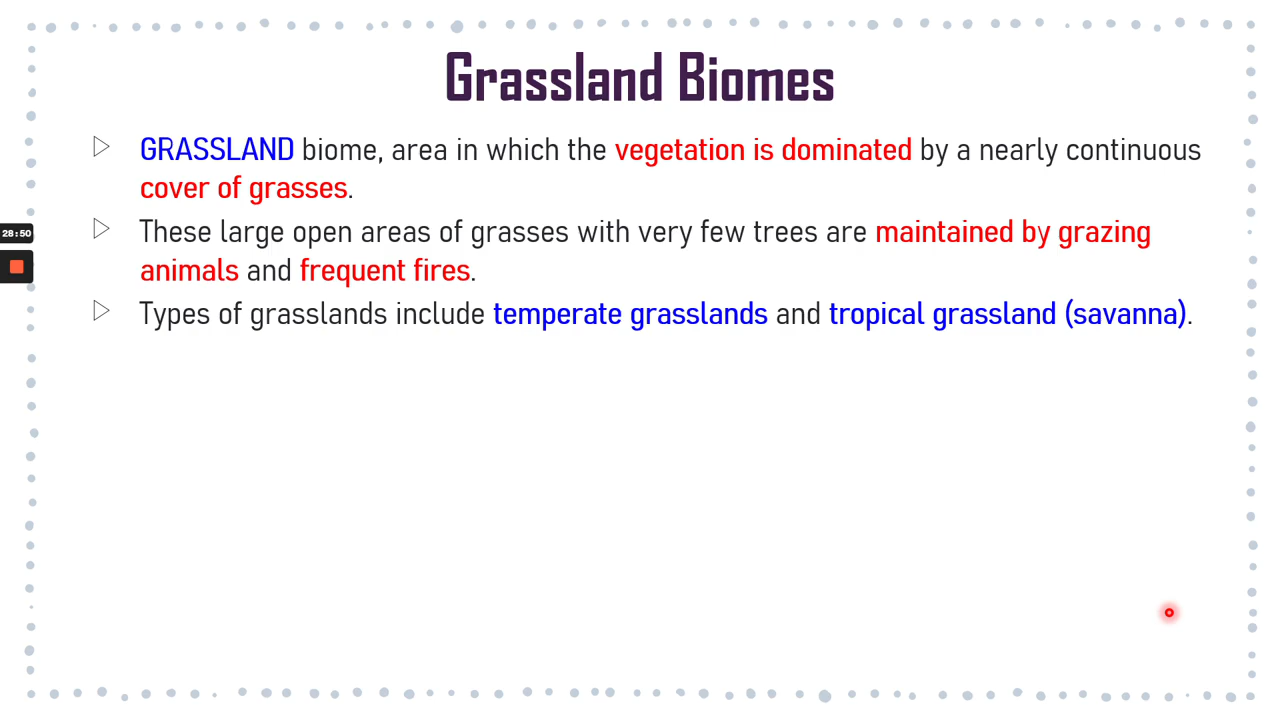 Grassland Biomes
GRASSLAND biome, area in which the vegetation is dominated by a nearly continuous
cover of grasses.
These large open areas of grasses with very few trees are maintained by grazing
animals and frequent fires.
Types of grasslands include temperate grasslands and tropical grassland (savanna).
28:50